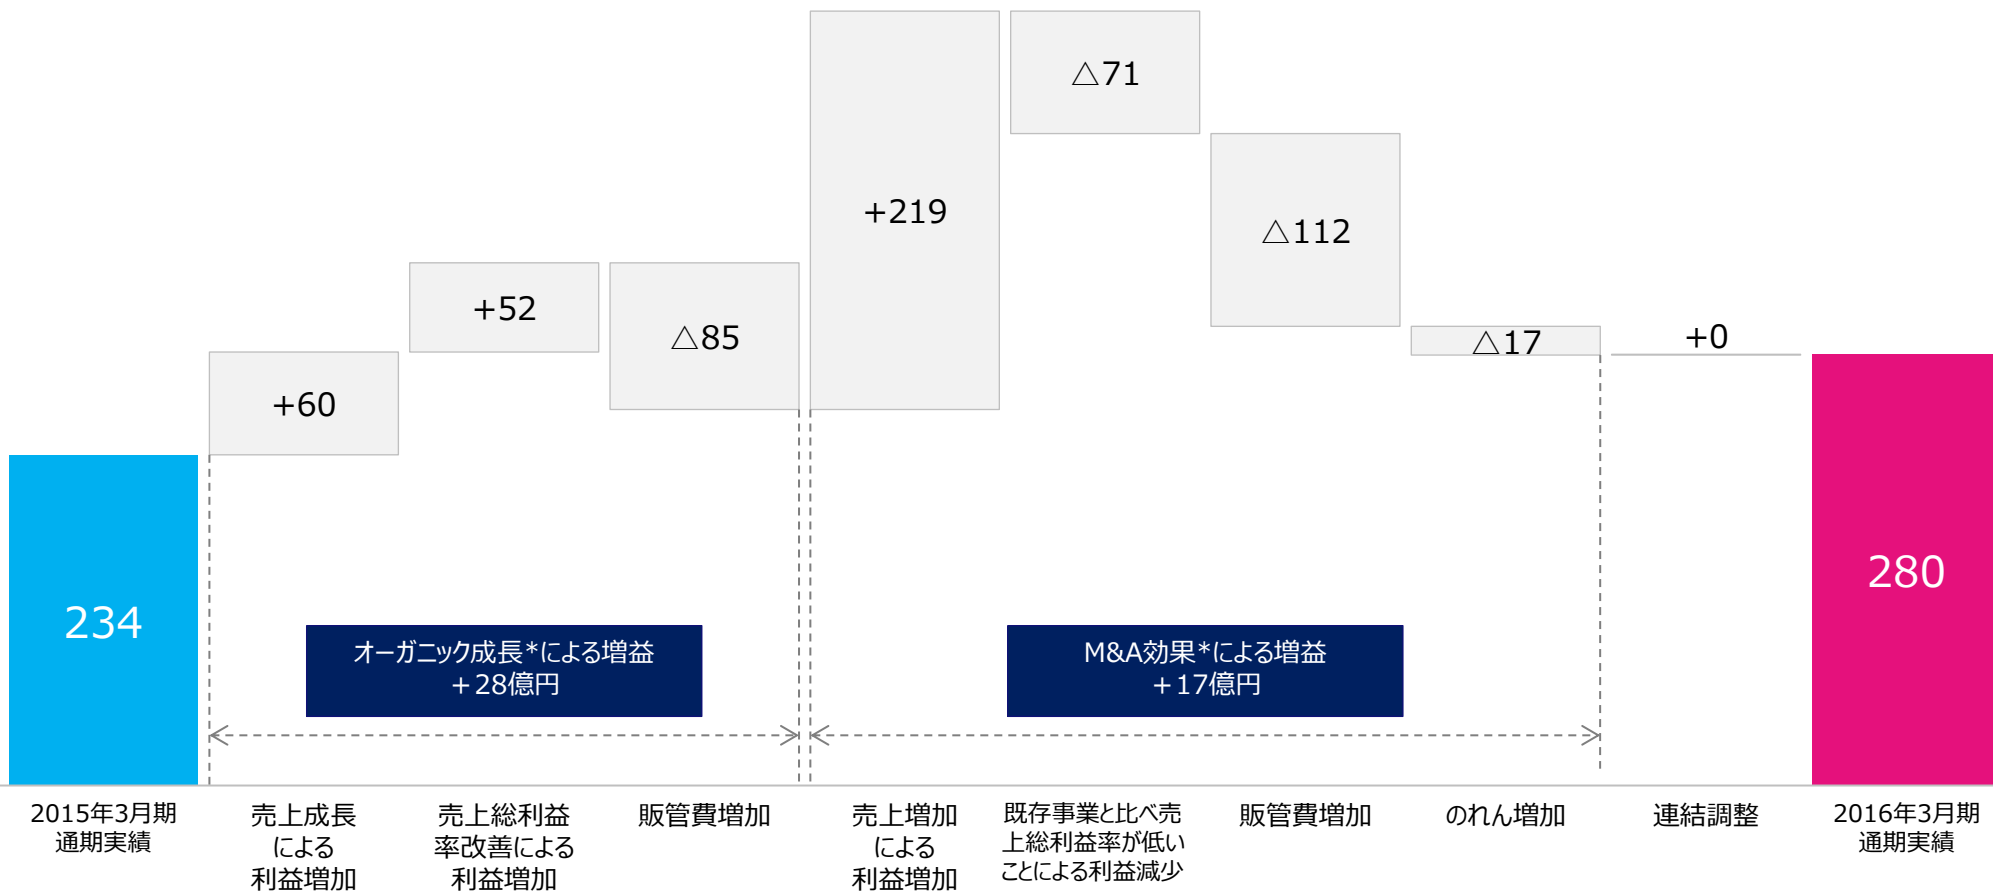 +219
△71
△112
+52
△85
△17
+0
+60
234
280
オーガニック成長*による増益
+28億円
M&A効果*による増益
+17億円
2015年3月期
通期実績
売上成長
による
利益増加
売上総利益
率改善による
利益増加
販管費増加
売上増加
による
利益増加
既存事業と比べ売
上総利益率が低い
ことによる利益減少
販管費増加
のれん増加
連結調整
2016年3月期
通期実績